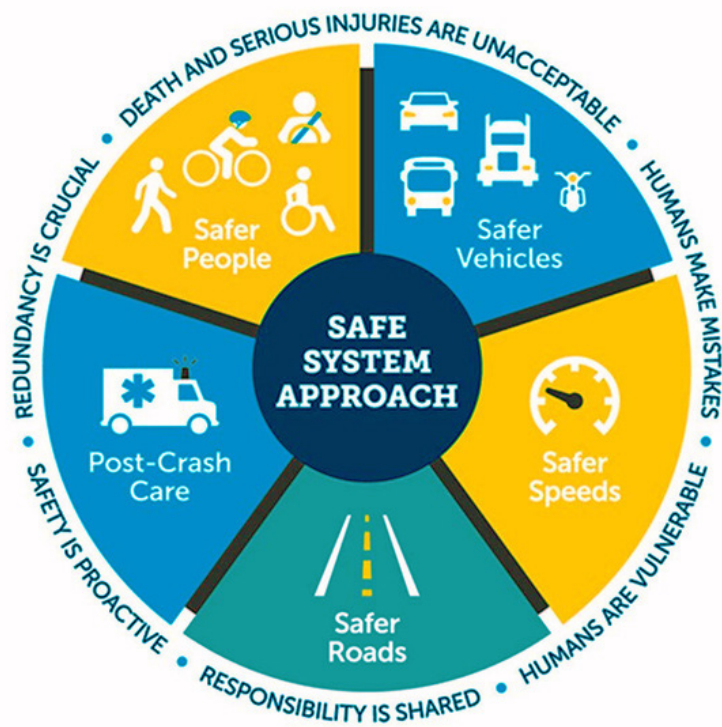 DEATH AND SERIOUS INJURIES ARE UNACCEPTABLE
HUMANS MAKE MISTAKES
HUMANS ARE VULNERABLE
RESPONSIBILITY IS SHARED
SAFETY IS PROACTIVE
REDUNDANCY IS CRUCIAL
Safer
People
Safer
Vehicles
SAFE
SYSTEM
APPROACH
Post-Crash
Care
Safer
Speeds
Safer
Roads